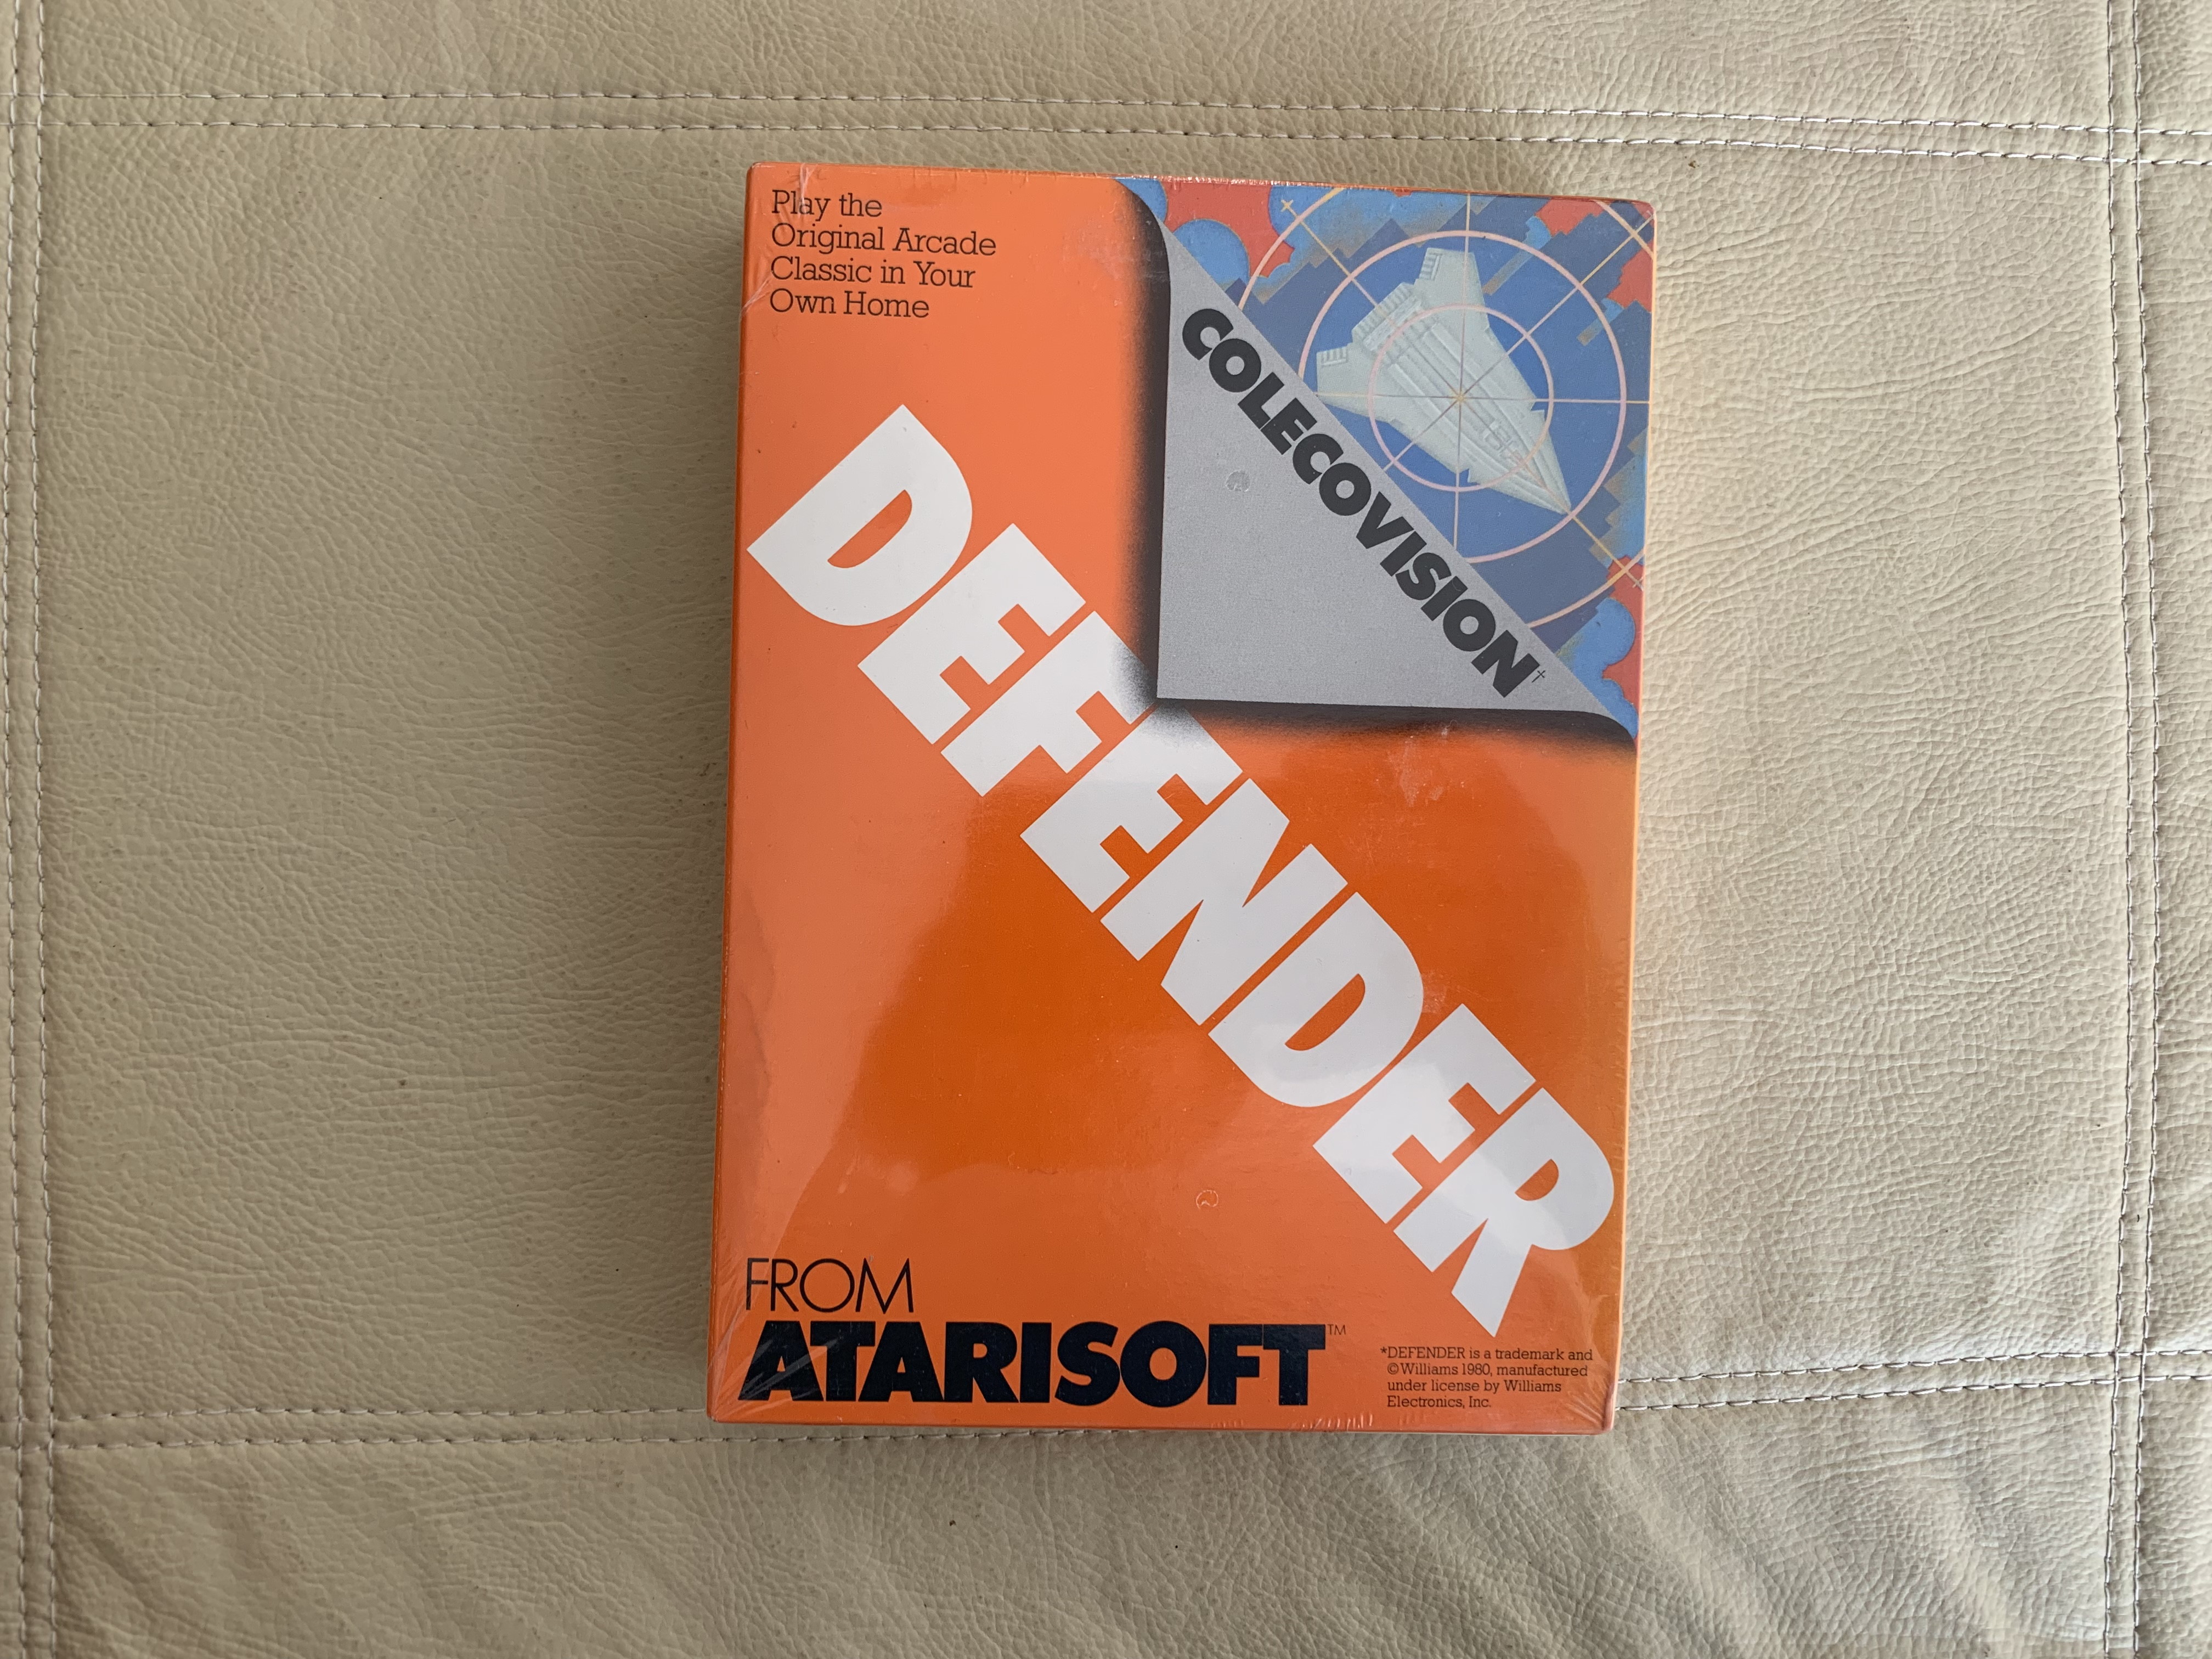 Play the
Original Arcade
Classic in Your
Own Home
COLECOVISION†
DEFENDER
FROM
ATARISOFT™
*DEFENDER is a trademark and
©Williams 1980, manufactured
under license by Williams
Electronics, Inc.